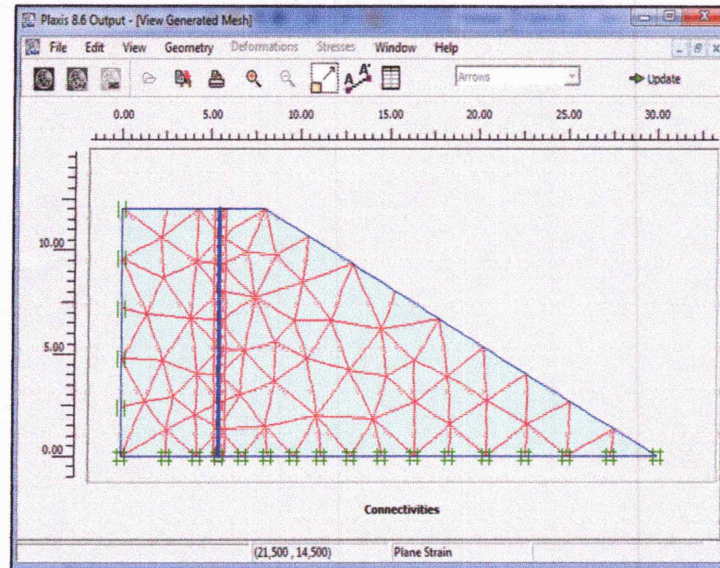 Plaxis 8.6 Output - [View Generated Mesh]
File Edit View Geometry Deformations Stresses Window Help
A A' Arrows Update
0.00 5.00 10.00 15.00 20.00 25.00 30.00
10.00
5.00
0.00
Connectivities
(21,500 , 14,500) Plane Strain